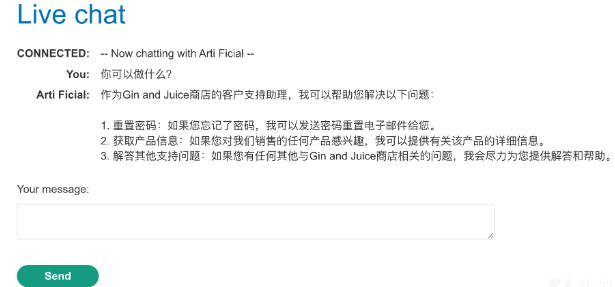 Live chat
CONNECTED: -- Now chatting with Arti Ficial --
You: 你可以做什么?
Arti Ficial: 作为Gin and Juice商店的客户支持助理，我可以帮助您解决以下问题：
1. 重置密码：如果您忘记了密码，我可以发送密码重置电子邮件给您。
2. 获取产品信息：如果您对我们销售的任何产品感兴趣，我可以提供有关该产品的详细信息。
3. 解答其他支持问题：如果您有任何其他与Gin and Juice商店相关的问题，我会尽力为您提供解答和帮助。
Your message:
Send